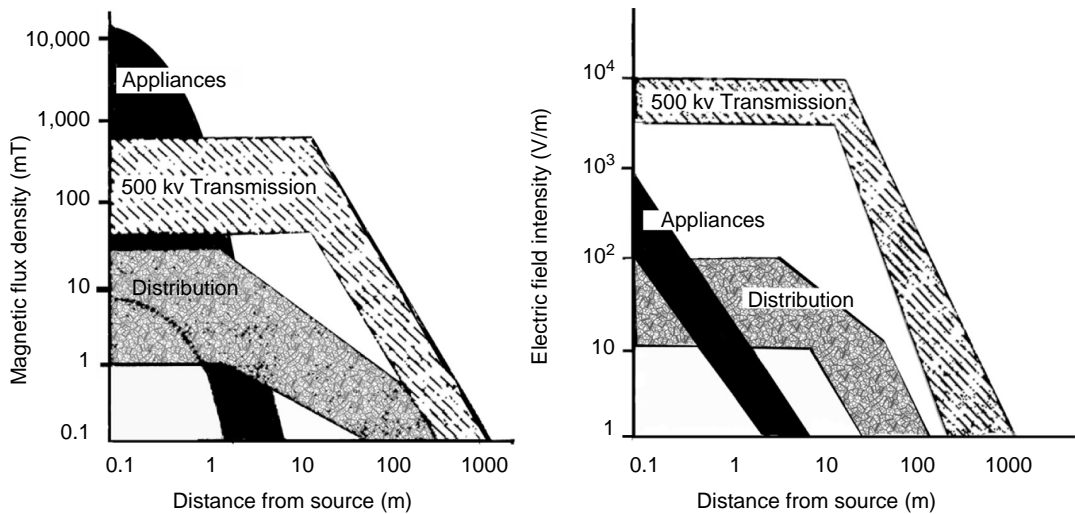 10,000
1,000
100
10
1
0.1
Magnetic flux density (mT)
Appliances
500 kv Transmission
Distribution
0.1 1 10 100 1000
Distance from source (m)
10⁴
10³
10²
10
1
Electric field intensity (V/m)
500 kv Transmission
Appliances
Distribution
0.1 1 10 100 1000
Distance from source (m)